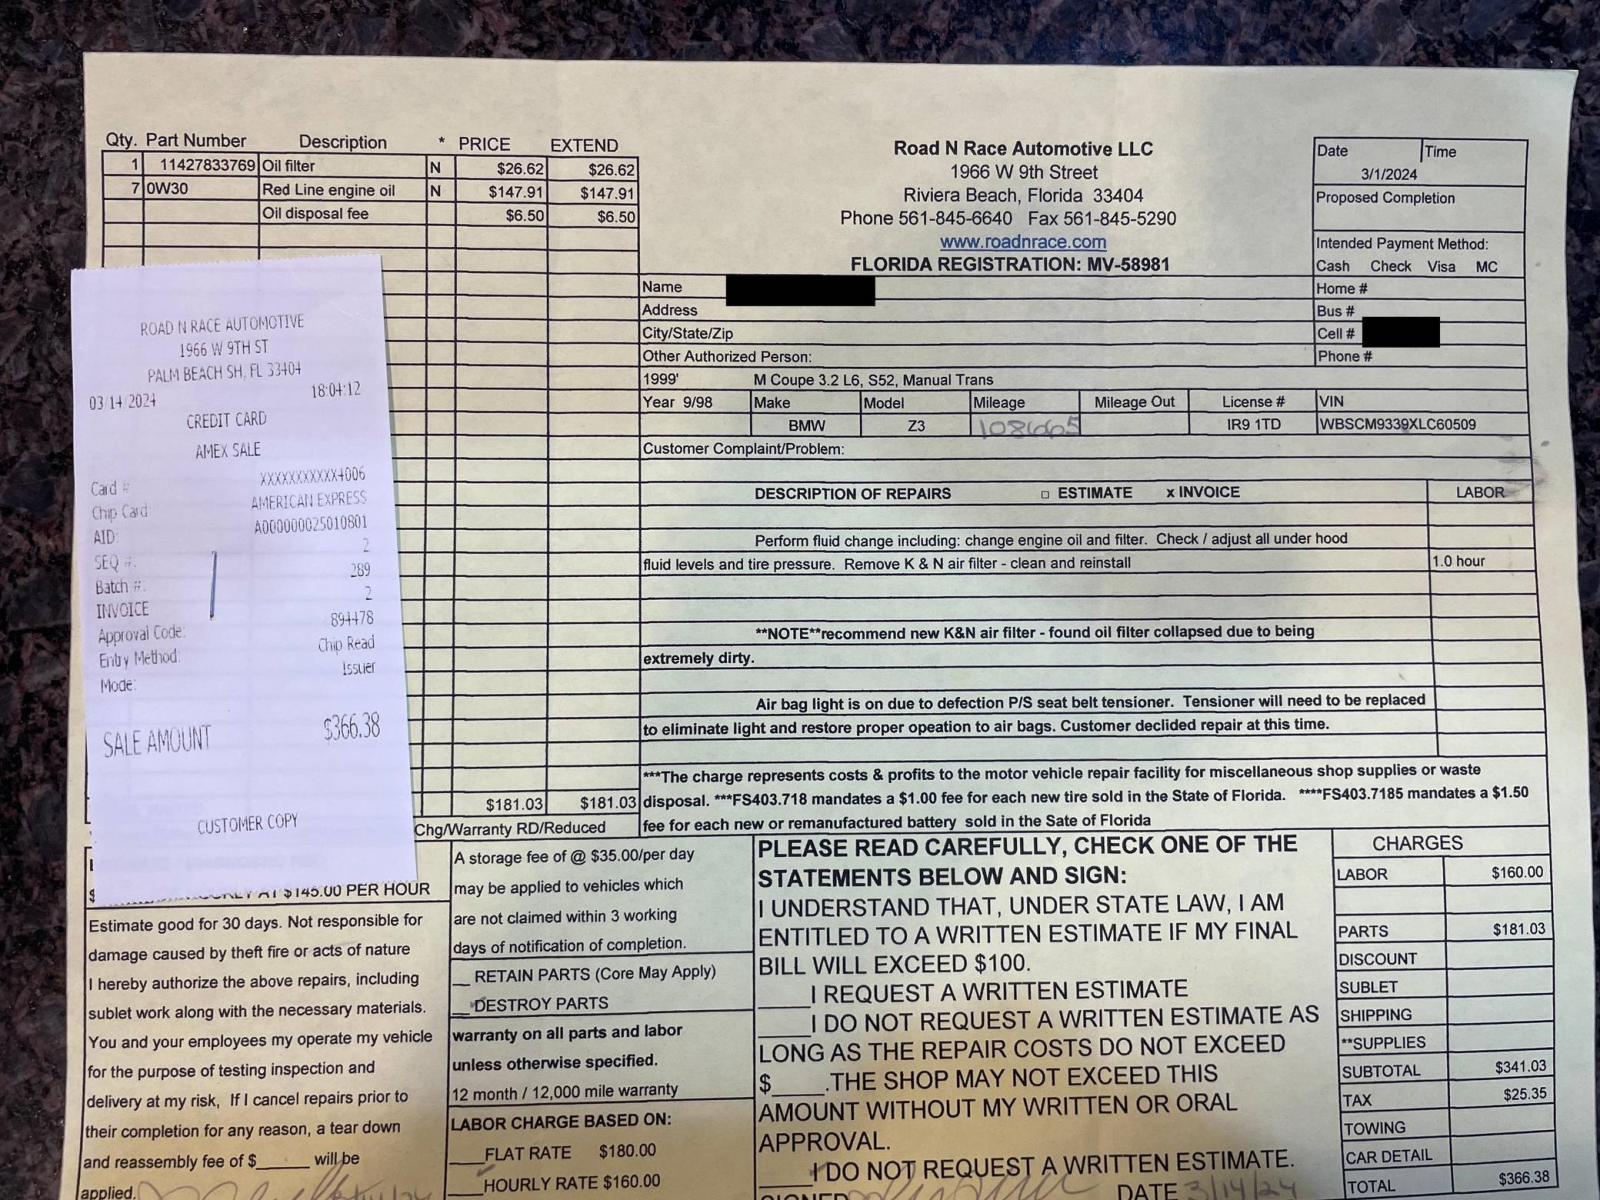 Qty. Part Number Description * PRICE EXTEND
1 11427833769 Oil filter N $26.62 $26.62
7 0W30 Red Line engine oil N $147.91 $147.91
Oil disposal fee $6.50 $6.50
$181.03 $181.03
Road N Race Automotive LLC
1966 W 9th Street
Riviera Beach, Florida 33404
Phone 561-845-6640 Fax 561-845-5290
www.roadnrace.com
FLORIDA REGISTRATION: MV-58981
Date Time
3/1/2024
Proposed Completion
Intended Payment Method:
Cash Check Visa MC
Name Home #
Address Bus #
City/State/Zip Cell #
Other Authorized Person: Phone #
1999' M Coupe 3.2 L6, S52, Manual Trans
Year 9/98 Make Model Mileage Mileage Out License # VIN
BMW Z3 108665 IR9 1TD WBSCM9339XLC60509
Customer Complaint/Problem:
DESCRIPTION OF REPAIRS ESTIMATE x INVOICE LABOR
Perform fluid change including: change engine oil and filter. Check / adjust all under hood
fluid levels and tire pressure. Remove K & N air filter - clean and reinstall 1.0 hour
**NOTE**recommend new K&N air filter - found oil filter collapsed due to being
extremely dirty.
Air bag light is on due to defection P/S seat belt tensioner. Tensioner will need to be replaced
to eliminate light and restore proper opeation to air bags. Customer declided repair at this time.
***The charge represents costs & profits to the motor vehicle repair facility for miscellaneous shop supplies or waste
disposal. ***FS403.718 mandates a $1.00 fee for each new tire sold in the State of Florida. ****FS403.7185 mandates a $1.50
fee for each new or remanufactured battery sold in the Sate of Florida
ROAD N RACE AUTOMOTIVE
1966 W 9TH ST
PALM BEACH SH, FL 33404
03/14/2024 18:04:12
CREDIT CARD
AMEX SALE
Card # XXXXXXXXXXX4006
Chip Card: AMERICAN EXPRESS
AID: A000000025010801
SEQ #: 2
Batch #: 289
INVOICE 2
Approval Code: 894478
Entry Method: Chip Read
Mode: Issuer
SALE AMOUNT $366.38
CUSTOMER COPY
Chg/Warranty RD/Reduced
AT $145.00 PER HOUR
Estimate good for 30 days. Not responsible for
damage caused by theft fire or acts of nature
I hereby authorize the above repairs, including
sublet work along with the necessary materials.
You and your employees my operate my vehicle
for the purpose of testing inspection and
delivery at my risk, If I cancel repairs prior to
their completion for any reason, a tear down
and reassembly fee of $______ will be
applied.
A storage fee of @ $35.00/per day
may be applied to vehicles which
are not claimed within 3 working
days of notification of completion.
__ RETAIN PARTS (Core May Apply)
__ DESTROY PARTS
warranty on all parts and labor
unless otherwise specified.
12 month / 12,000 mile warranty
LABOR CHARGE BASED ON:
___FLAT RATE $180.00
___HOURLY RATE $160.00
PLEASE READ CAREFULLY, CHECK ONE OF THE
STATEMENTS BELOW AND SIGN:
I UNDERSTAND THAT, UNDER STATE LAW, I AM
ENTITLED TO A WRITTEN ESTIMATE IF MY FINAL
BILL WILL EXCEED $100.
____I REQUEST A WRITTEN ESTIMATE
____I DO NOT REQUEST A WRITTEN ESTIMATE AS
LONG AS THE REPAIR COSTS DO NOT EXCEED
$____.THE SHOP MAY NOT EXCEED THIS
AMOUNT WITHOUT MY WRITTEN OR ORAL
APPROVAL.
____I DO NOT REQUEST A WRITTEN ESTIMATE.
SIGNED DATE 3/14/24
CHARGES
LABOR $160.00
PARTS $181.03
DISCOUNT
SUBLET
SHIPPING
**SUPPLIES
SUBTOTAL $341.03
TAX $25.35
TOWING
CAR DETAIL
TOTAL $366.38